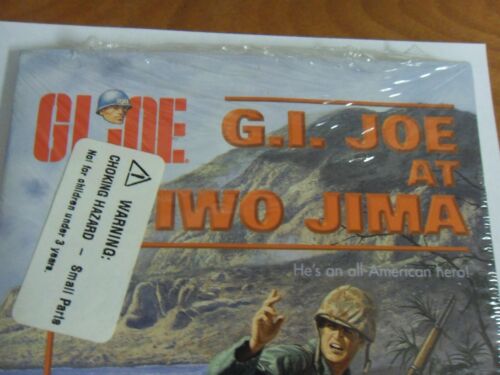 GI JOE
G.I. JOE
AT
IWO JIMA
He's an all-American hero!
WARNING:
CHOKING HAZARD - Small Parts
Not for children under 3 years.